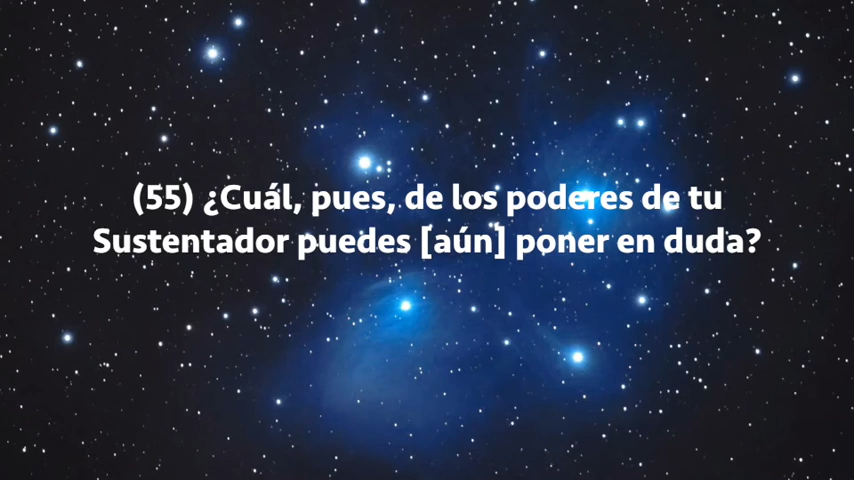 (55) ¿Cuál, pues, de los poderes de tu
Sustentador puedes [aún] poner en duda?